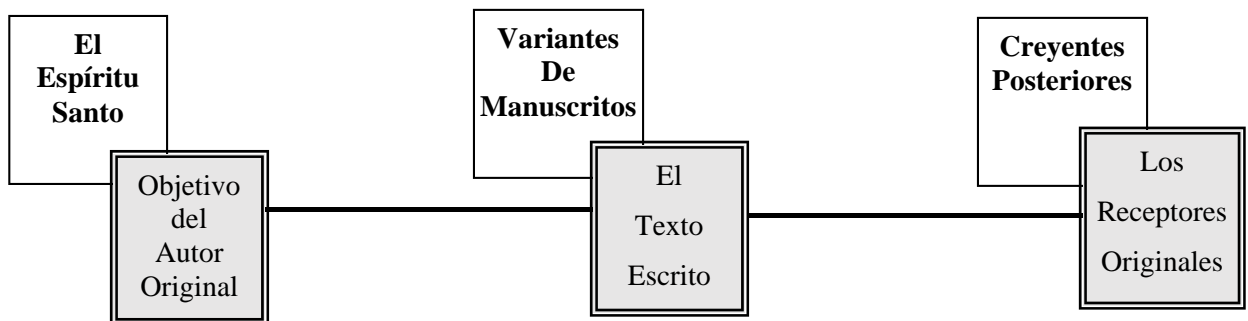 El
Espíritu
Santo
Objetivo
del
Autor
Original
Variantes
De
Manuscritos
El
Texto
Escrito
Creyentes
Posteriores
Los
Receptores
Originales